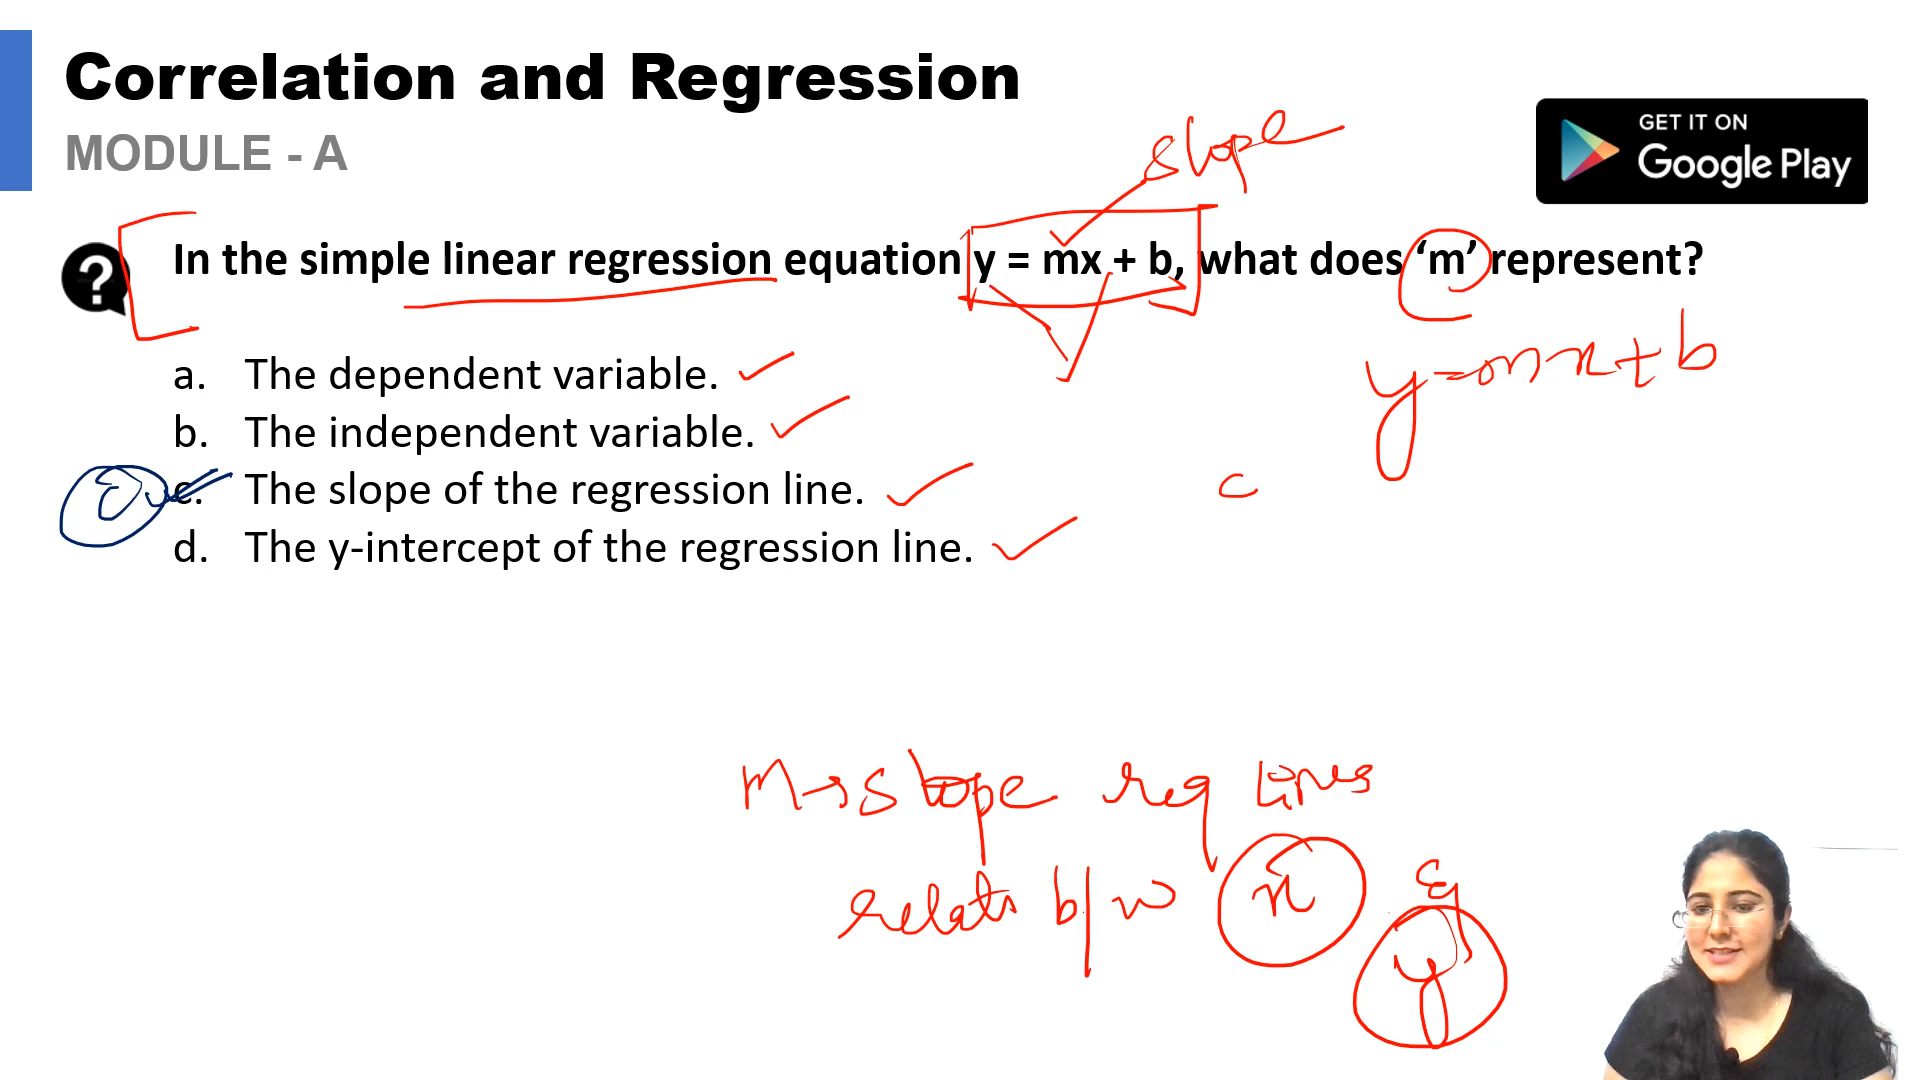 Correlation and Regression
MODULE - A
GET IT ON
Google Play
slope
? In the simple linear regression equation y = mx + b, what does ‘m’ represent?
y = mx + b
a. The dependent variable.
b. The independent variable.
c. The slope of the regression line.
c
d. The y-intercept of the regression line.
m → slope reg lines
relatn b/w x &
y